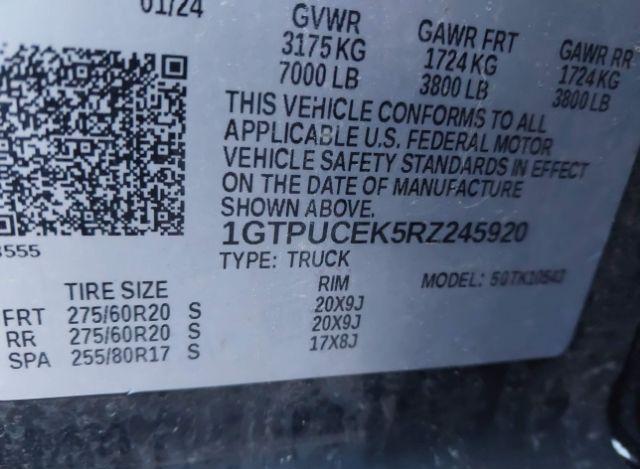 01/24
GVWR GAWR FRT GAWR RR
3175 KG 1724 KG 1724 KG
7000 LB 3800 LB 3800 LB
THIS VEHICLE CONFORMS TO ALL
APPLICABLE U.S. FEDERAL MOTOR
VEHICLE SAFETY STANDARDS IN EFFECT
ON THE DATE OF MANUFACTURE
SHOWN ABOVE.
1GTPUCEK5RZ245920
3555
TYPE: TRUCK
TIRE SIZE RIM MODEL:
FRT 275/60R20 S 20X9J
RR 275/60R20 S 20X9J
SPA 255/80R17 S 17X8J